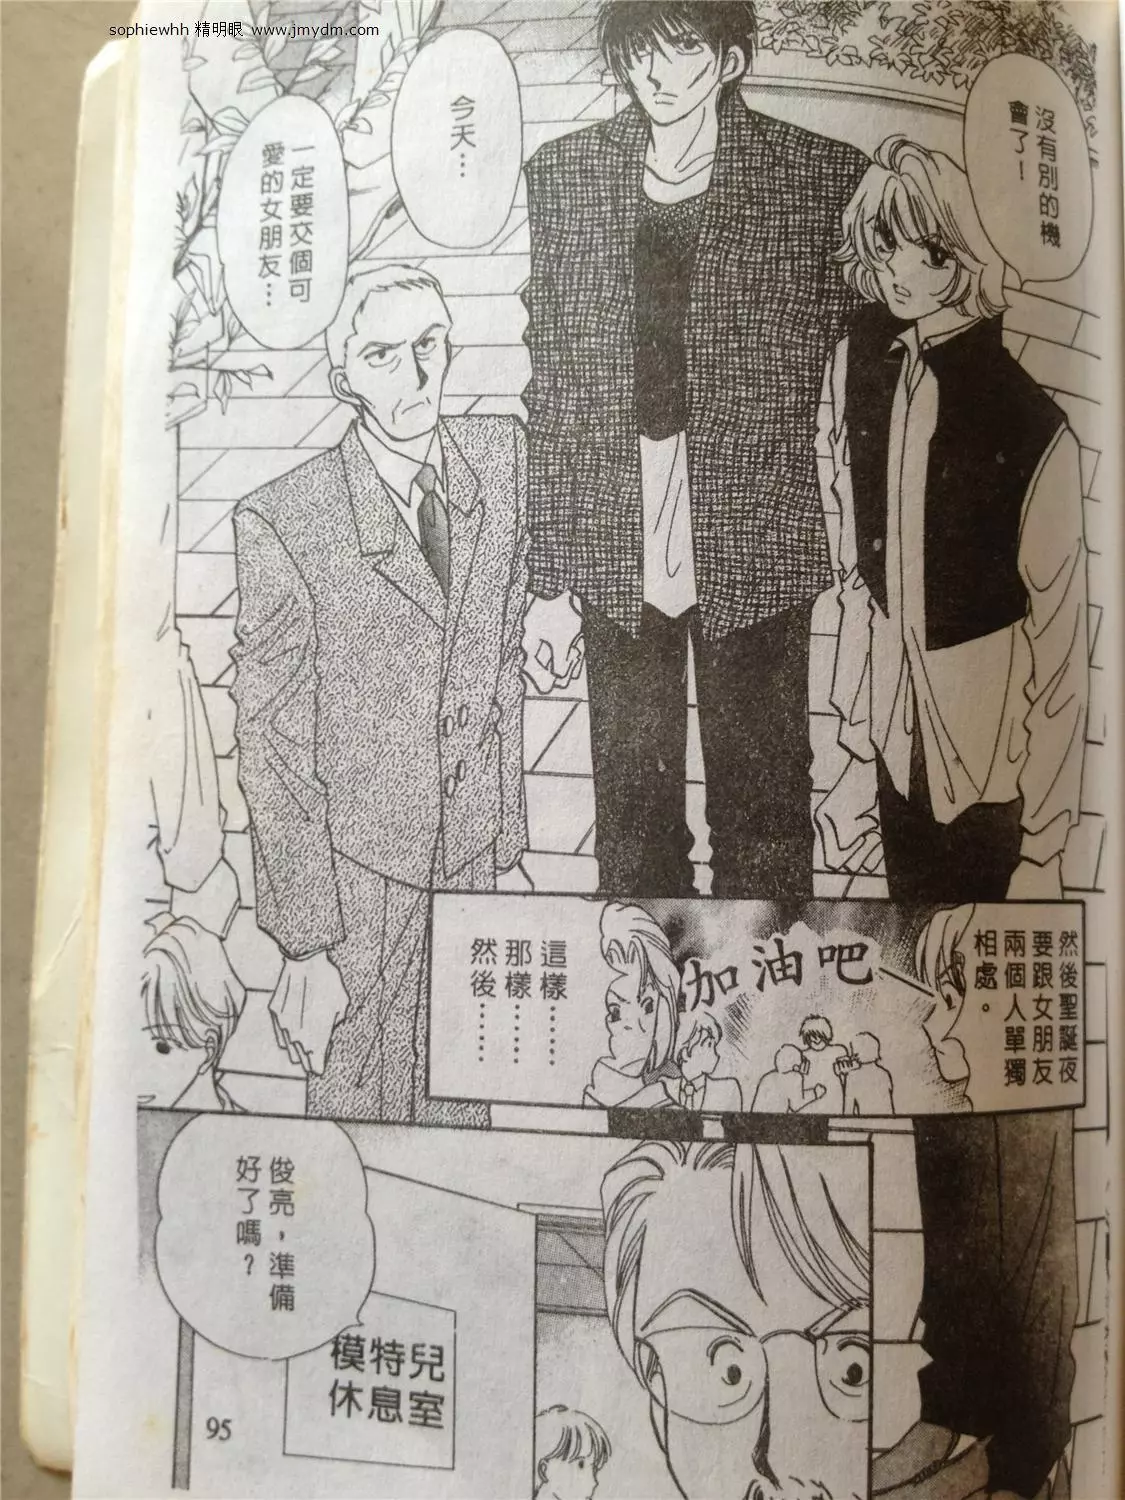 sophiewhh 精明眼 www.jmydm.com
沒有別的機
會了！
今天…
一定要交個可
愛的女朋友…
然後聖誕夜
要跟女朋友
兩個人單獨
相處。
加油吧
這樣……
那樣……
然後……
俊亮，準備
好了嗎？
模特兒
休息室
95